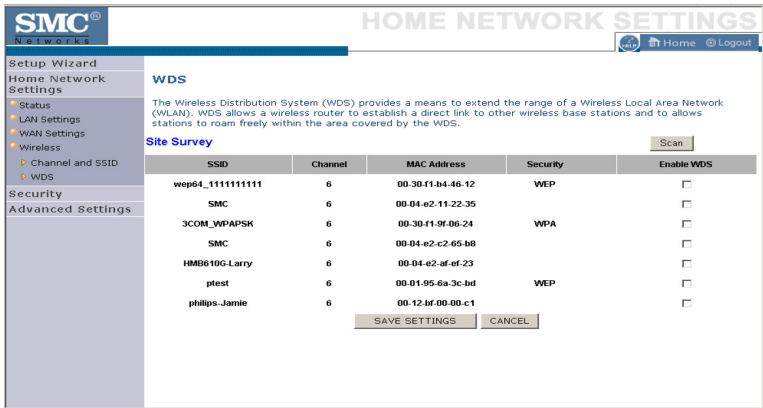 SMC®
Networks
HOME NETWORK SETTINGS
HELP Home Logout
Setup Wizard
Home Network Settings
Status
LAN Settings
WAN Settings
Wireless
Channel and SSID
WDS
Security
Advanced Settings
WDS
The Wireless Distribution System (WDS) provides a means to extend the range of a Wireless Local Area Network
(WLAN). WDS allows a wireless router to establish a direct link to other wireless base stations and to allows
stations to roam freely within the area covered by the WDS.
Site Survey Scan
SSID Channel MAC Address Security Enable WDS
wep64_1111111111 6 00-30-f1-b4-46-12 WEP
SMC 6 00-04-e2-11-22-35
3COM_WPAPSK 6 00-30-f1-9f-06-24 WPA
SMC 6 00-04-e2-c2-65-b8
HMB610G-Larry 6 00-04-e2-af-ef-23
ptest 6 00-01-95-6a-3c-bd WEP
philips-Jamie 6 00-12-bf-00-00-c1
SAVE SETTINGS CANCEL